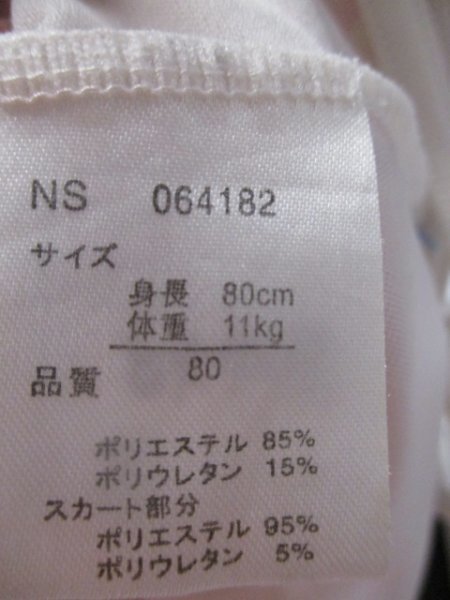 NS 064182
サイズ
身長 80cm
体重 11kg
80
品質
ポリエステル 85%
ポリウレタン 15%
スカート部分
ポリエステル 95%
ポリウレタン 5%